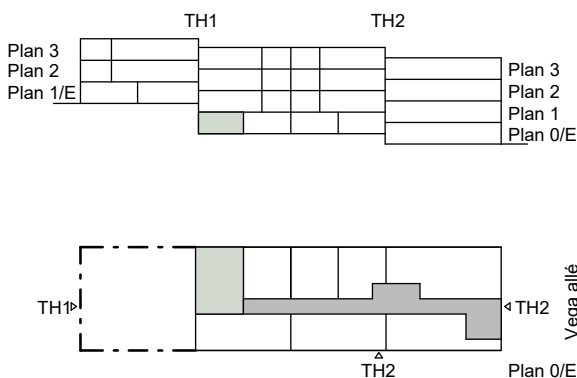 TH1 TH2
Plan 3
Plan 2
Plan 1/E
Plan 3
Plan 2
Plan 1
Plan 0/E
TH1
TH2
Vega allé
TH2
Plan 0/E